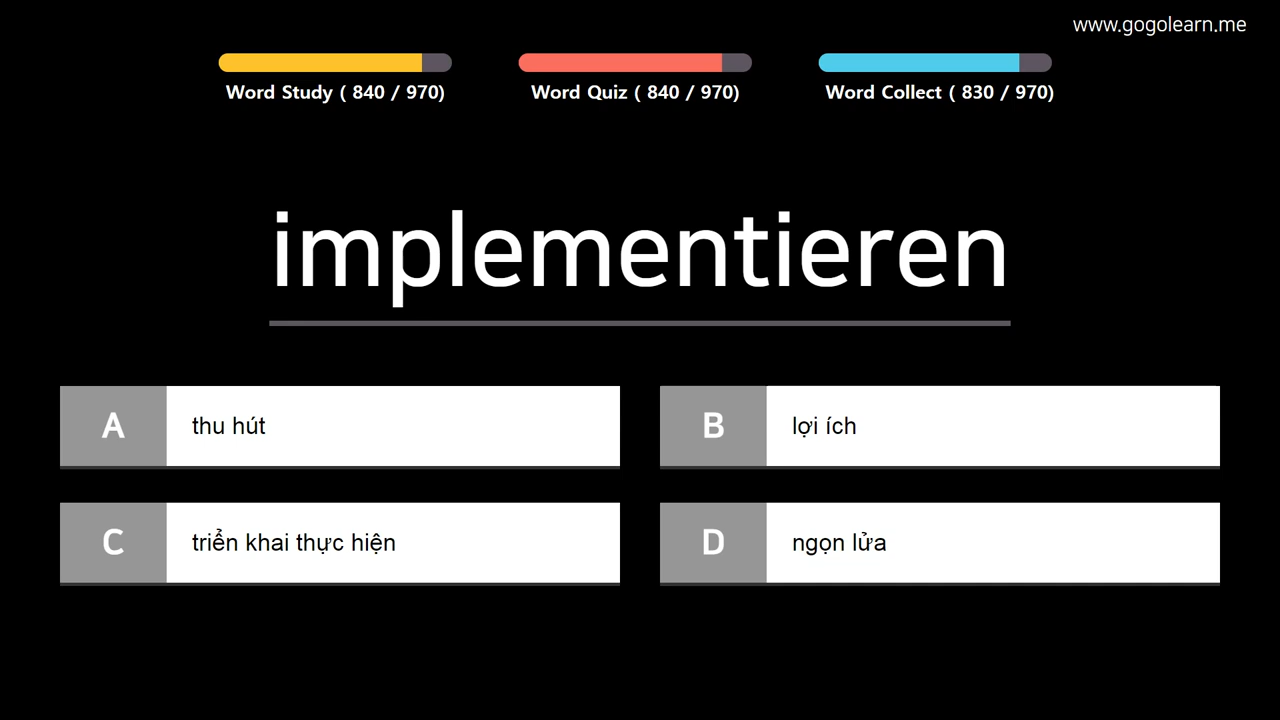 www.gogolearn.me
Word Study ( 840 / 970)
Word Quiz ( 840 / 970)
Word Collect ( 830 / 970)
implementieren
A
thu hút
B
lợi ích
C
triển khai thực hiện
D
ngọn lửa